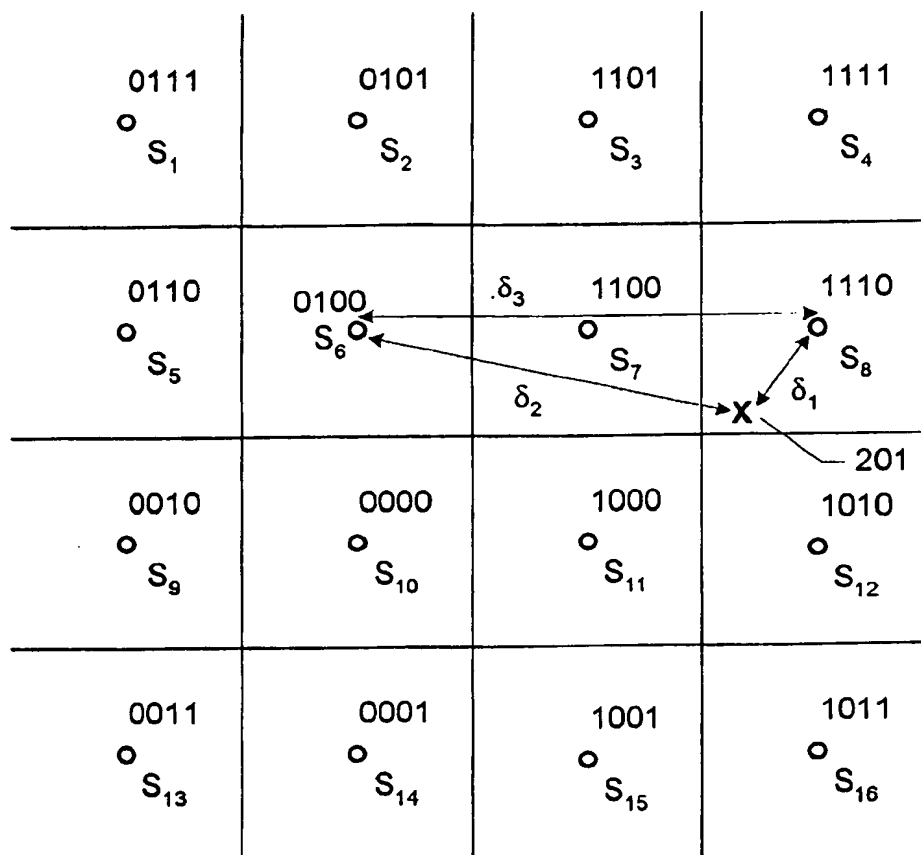 0111 0101 1101 1111
S₁ S₂ S₃ S₄
0110 0100 .δ₃ 1100 1110
S₅ S₆ S₇ S₈
δ₂ δ₁
X
201
0010 0000 1000 1010
S₉ S₁₀ S₁₁ S₁₂
0011 0001 1001 1011
S₁₃ S₁₄ S₁₅ S₁₆